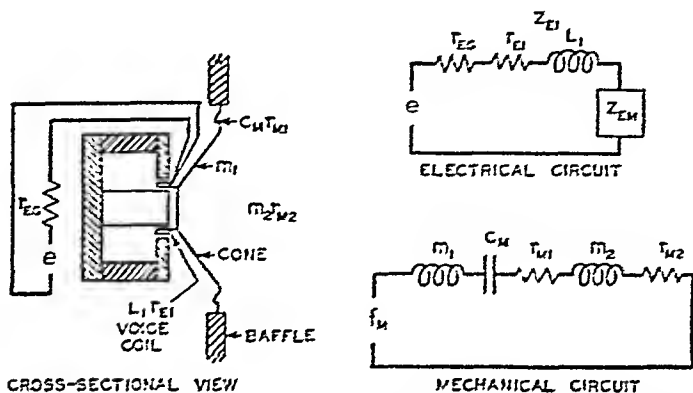 C_M r_M1
m_1
r_EG
e
m_2 r_M2
CONE
L_1 r_E1
VOICE
COIL
BAFFLE
CROSS-SECTIONAL VIEW
Z_E1
r_EG r_E1 L_1
e
Z_EM
ELECTRICAL CIRCUIT
m_1 C_M r_M1 m_2 r_M2
f_M
MECHANICAL CIRCUIT